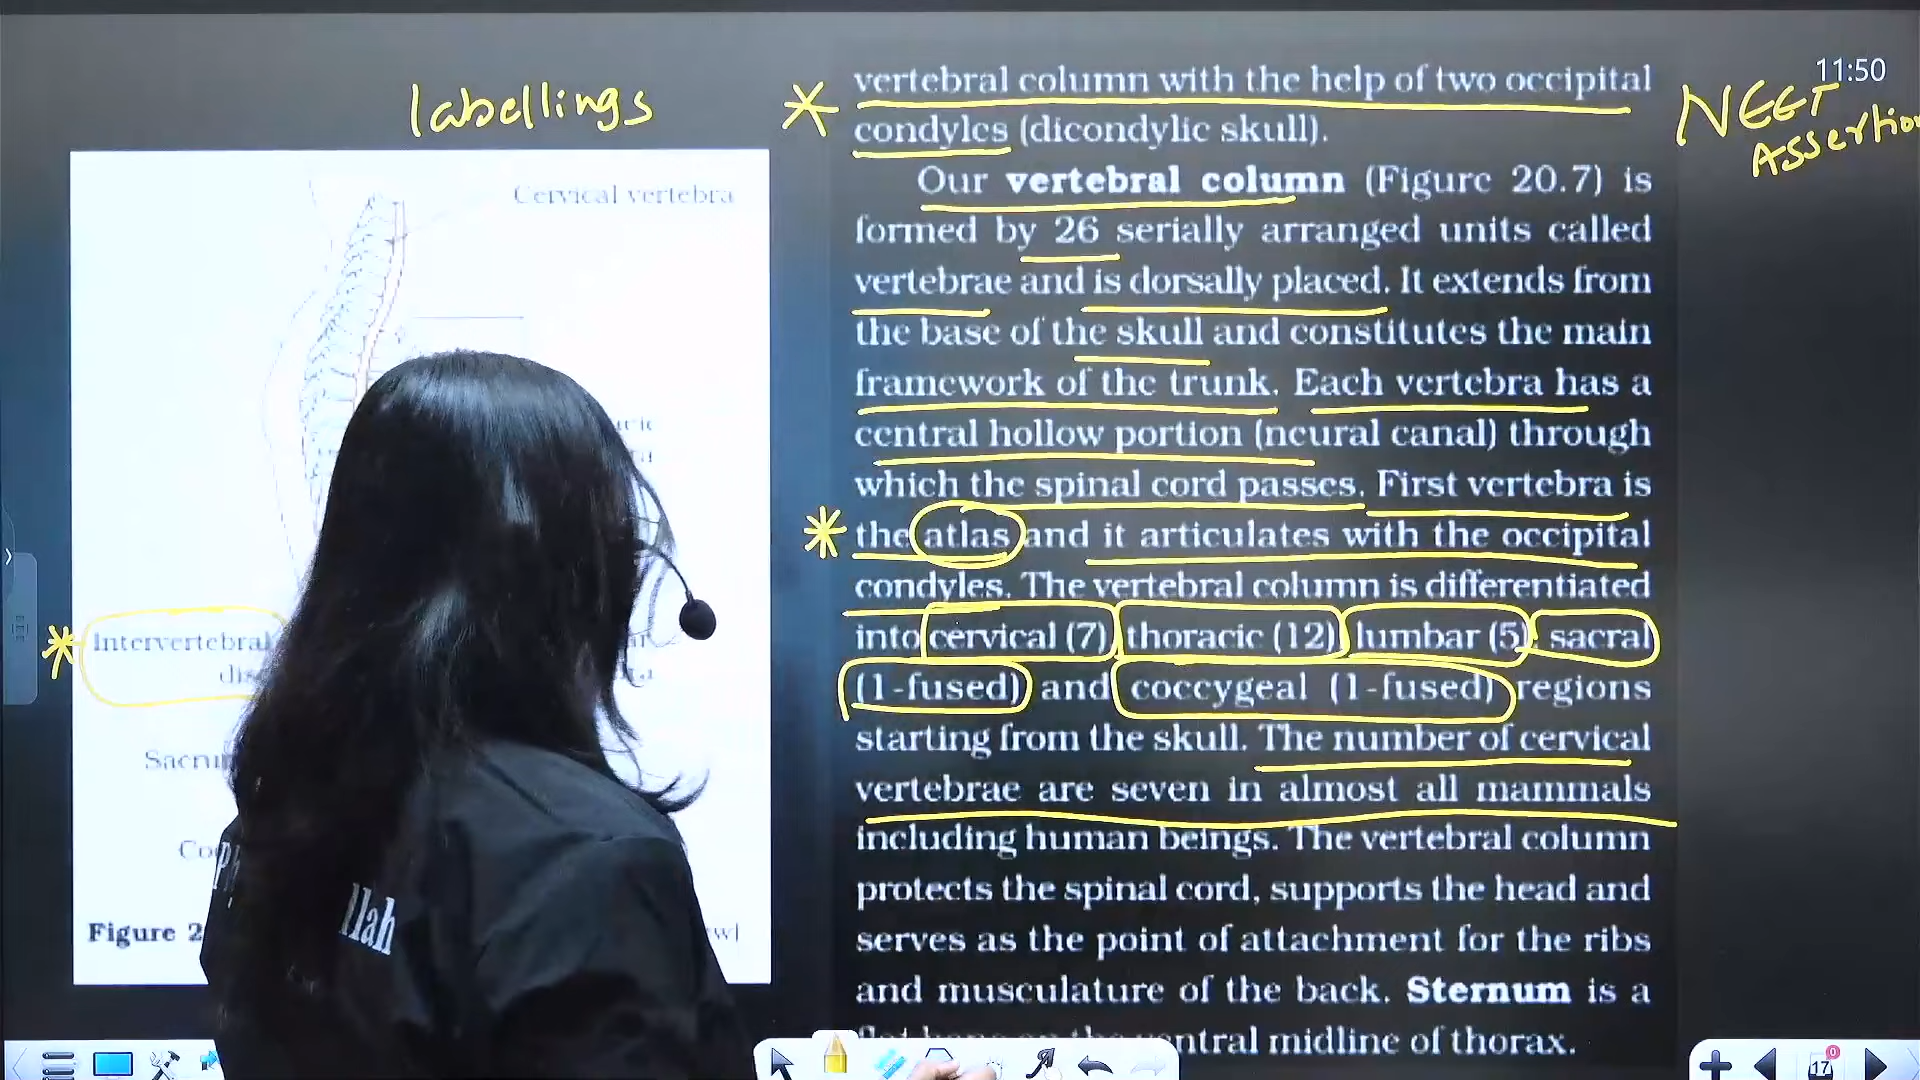 labellings
Cervical vertebra
Intervertebral
Figure 2
llah
vertebral column with the help of two occipital
condyles (dicondylic skull).
Our vertebral column (Figure 20.7) is
formed by 26 serially arranged units called
vertebrae and is dorsally placed. It extends from
the base of the skull and constitutes the main
framework of the trunk. Each vertebra has a
central hollow portion (neural canal) through
which the spinal cord passes. First vertebra is
the atlas and it articulates with the occipital
condyles. The vertebral column is differentiated
into cervical (7) thoracic (12) lumbar (5) sacral
(1-fused) and coccygeal (1-fused) regions
starting from the skull. The number of cervical
vertebrae are seven in almost all mammals
including human beings. The vertebral column
protects the spinal cord, supports the head and
serves as the point of attachment for the ribs
and musculature of the back. Sternum is a
midline of thorax.
11:50
NEET
Assertion
17